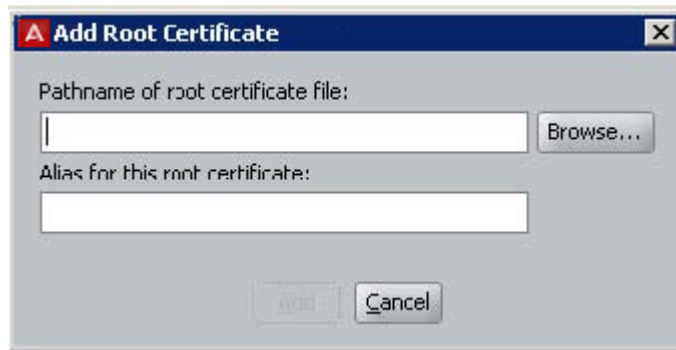 Add Root Certificate
Pathname of root certificate file:
Browse...
Alias for this root certificate:
Add Cancel